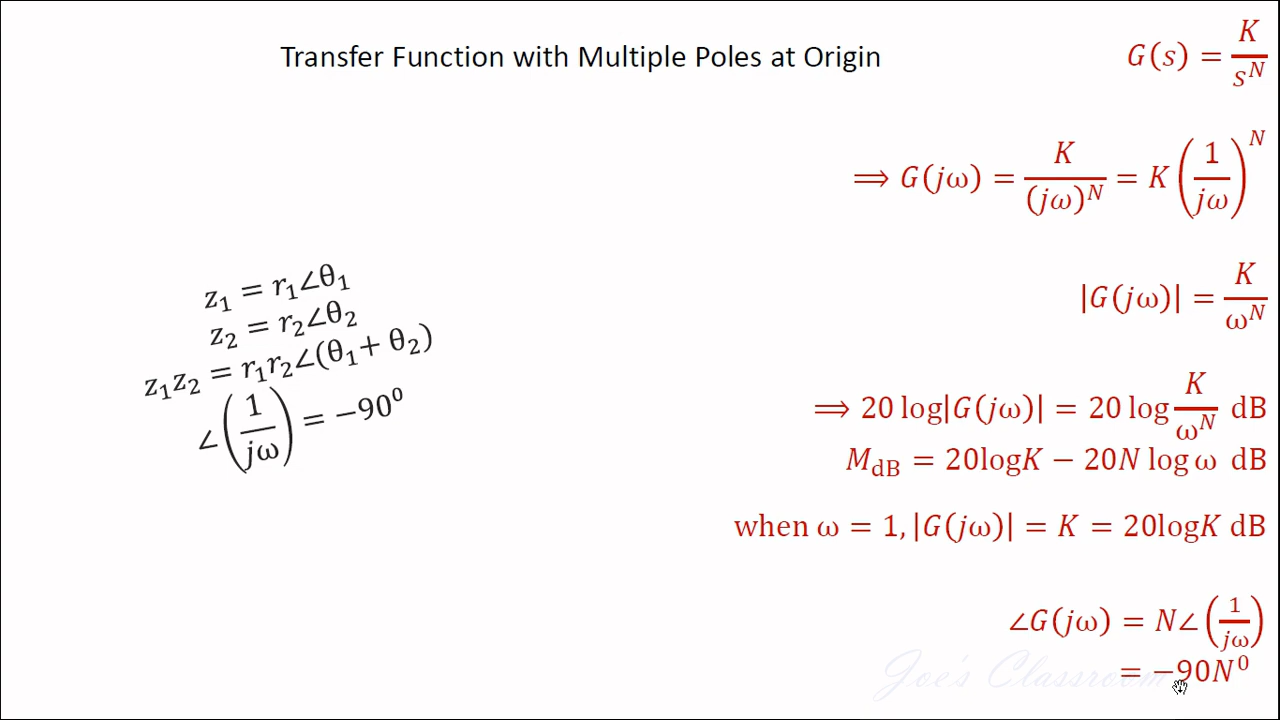 Transfer Function with Multiple Poles at Origin
G(s) = K/s^N
⟹ G(jω) = K/(jω)^N = K(1/jω)^N
|G(jω)| = K/ω^N
⟹ 20 log|G(jω)| = 20 log K/ω^N dB
M_dB = 20logK − 20N log ω dB
when ω = 1, |G(jω)| = K = 20logK dB
∠G(jω) = N∠(1/jω)
= −90N⁰
z₁ = r₁∠θ₁
z₂ = r₂∠θ₂
z₁z₂ = r₁r₂∠(θ₁+ θ₂)
∠(1/jω) = −90⁰
Joe's Classroom